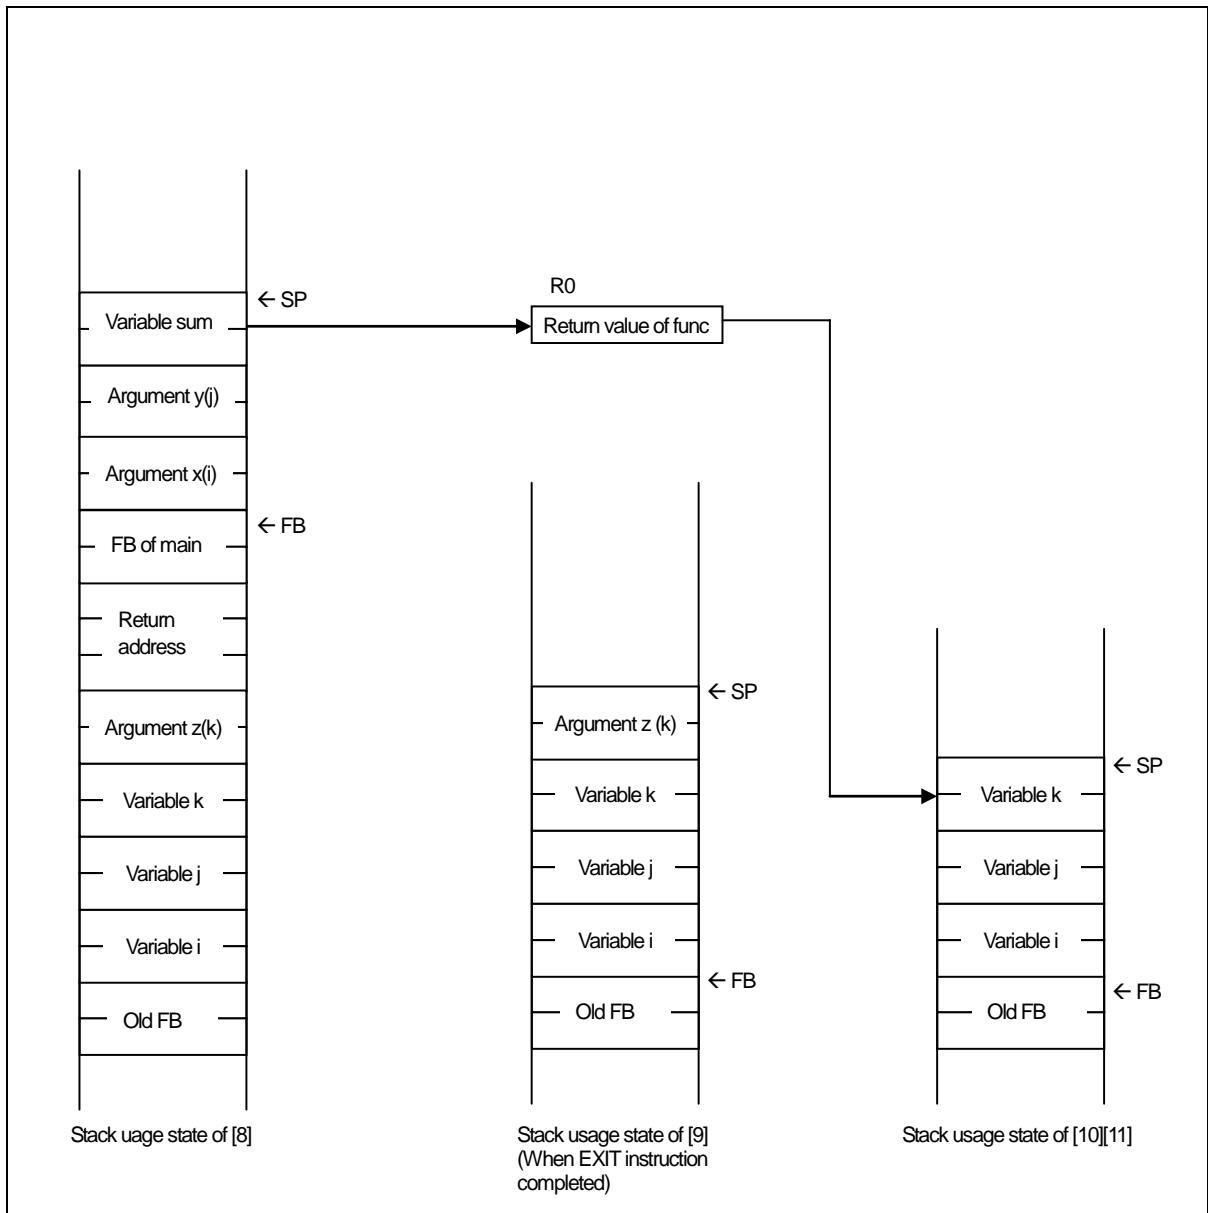 ← SP
Variable sum
Argument y(j)
Argument x(i)
← FB
FB of main
Return
address
Argument z(k)
Variable k
Variable j
Variable i
Old FB
Stack uage state of [8]
R0
Return value of func
← SP
Argument z (k)
Variable k
Variable j
Variable i
← FB
Old FB
Stack usage state of [9]
(When EXIT instruction
completed)
← SP
Variable k
Variable j
Variable i
← FB
Old FB
Stack usage state of [10][11]